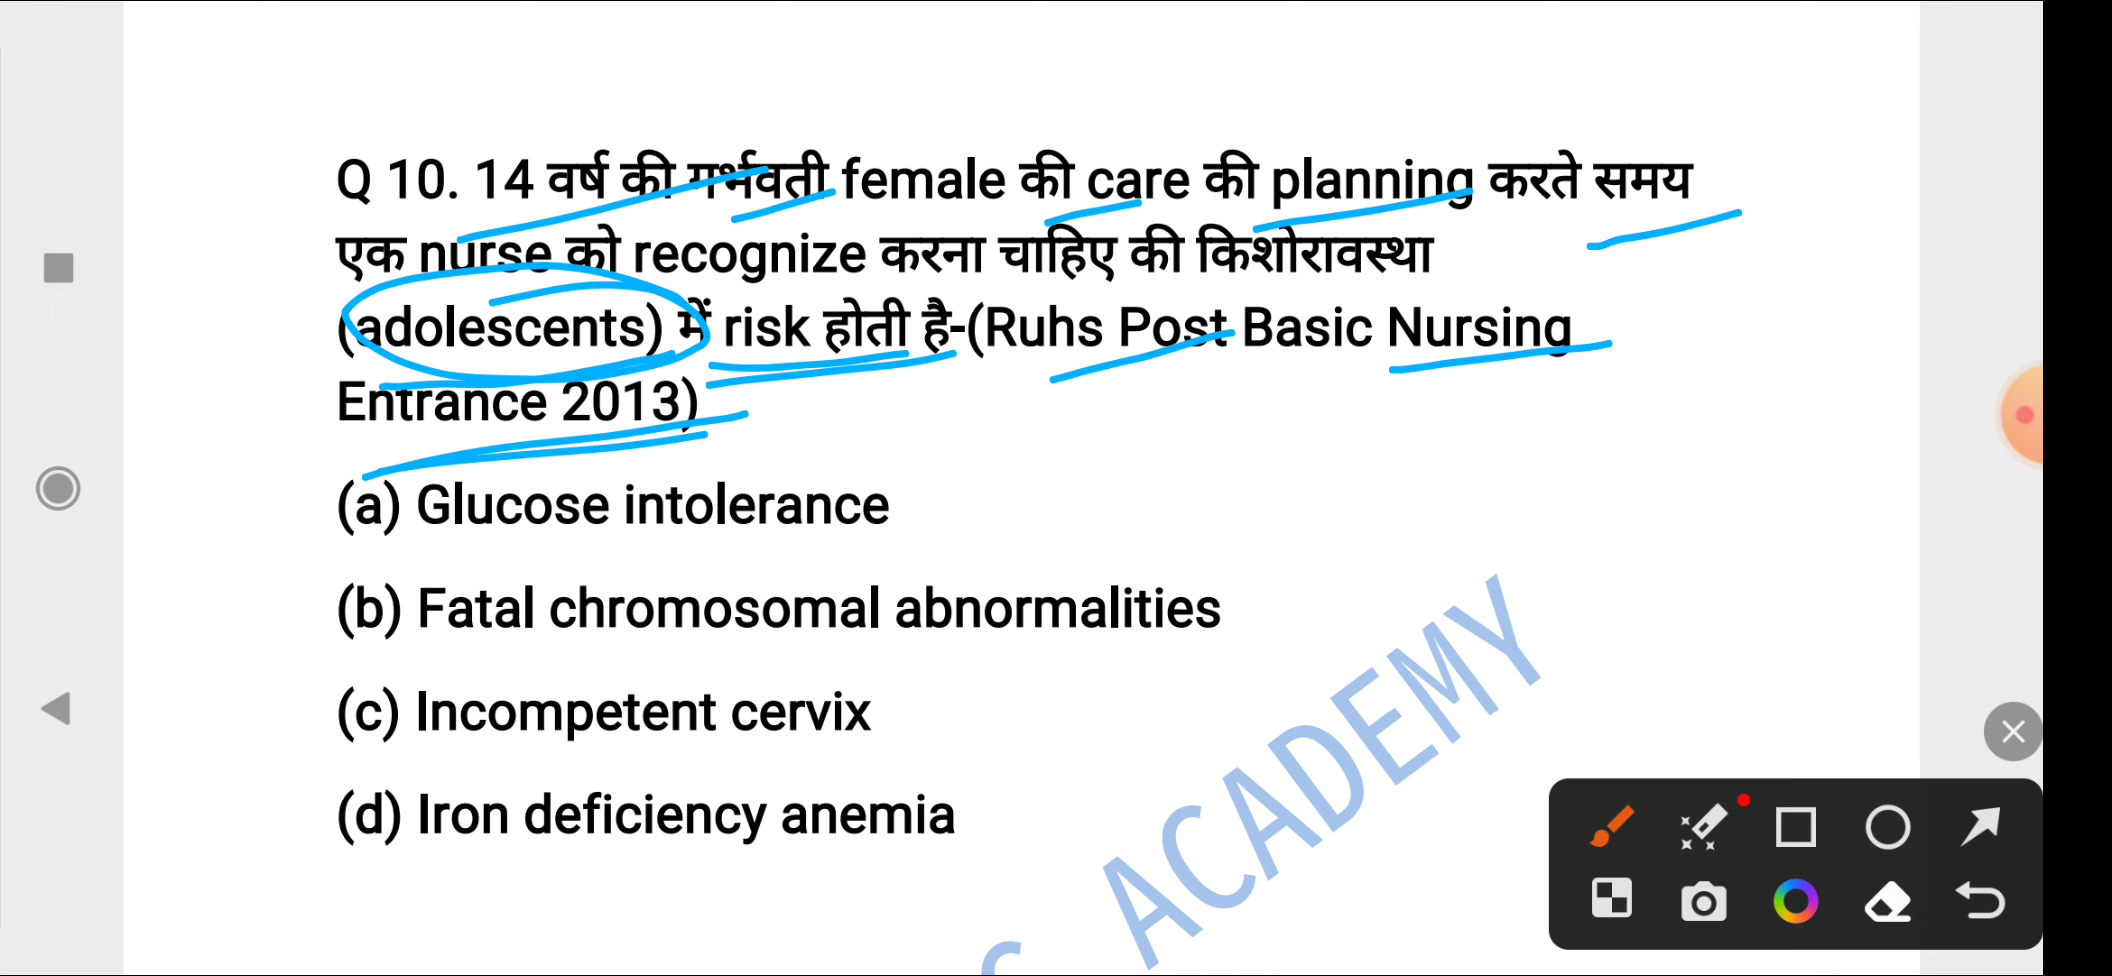 Q 10. 14 वर्ष की गर्भवती female की care की planning करते समय
एक nurse को recognize करना चाहिए की किशोरावस्था
(adolescents) में risk होती है-(Ruhs Post Basic Nursing
Entrance 2013)
(a) Glucose intolerance
(b) Fatal chromosomal abnormalities
(c) Incompetent cervix
(d) Iron deficiency anemia
ACADEMY